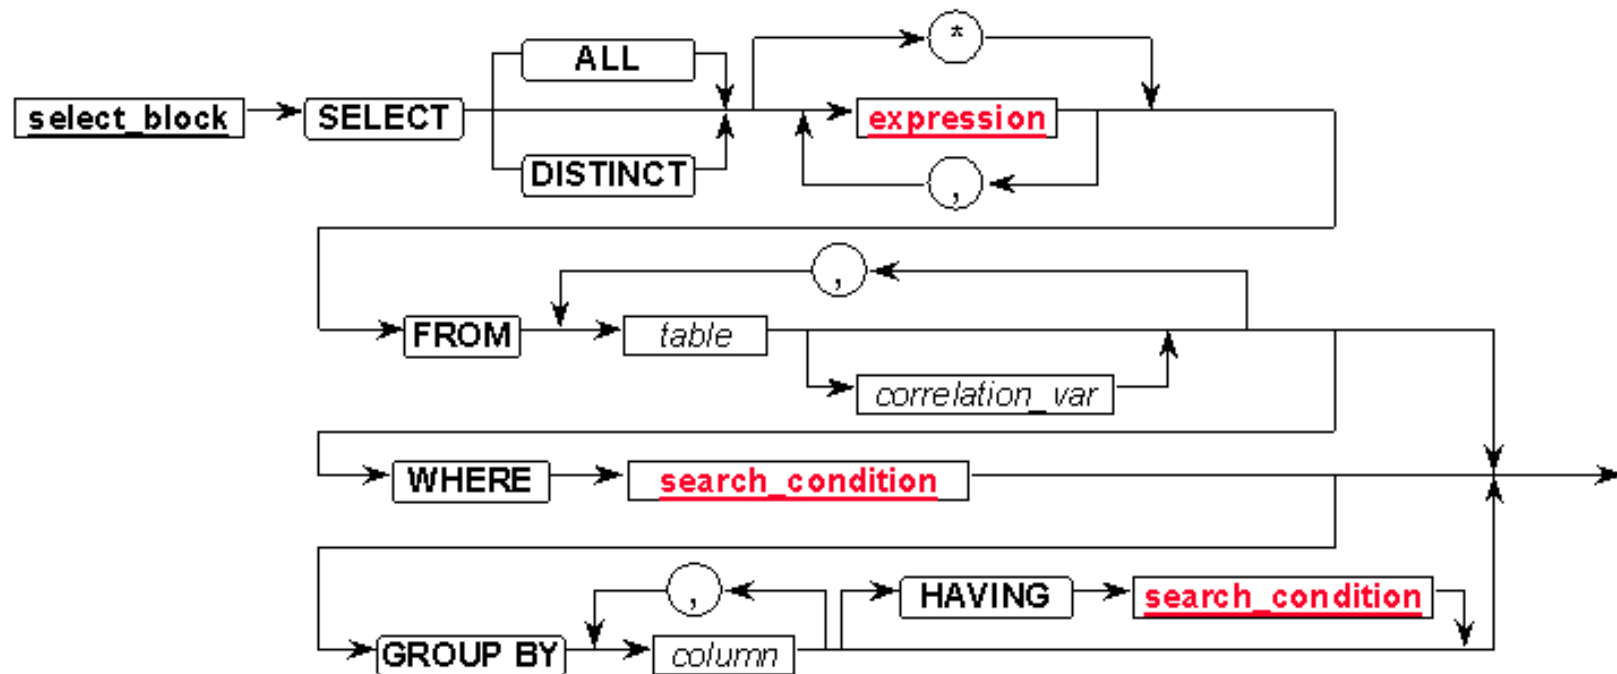 ALL
*
select_block
SELECT
expression
DISTINCT
,
,
FROM
table
correlation_var
WHERE
search_condition
,
HAVING
search_condition
GROUP BY
column